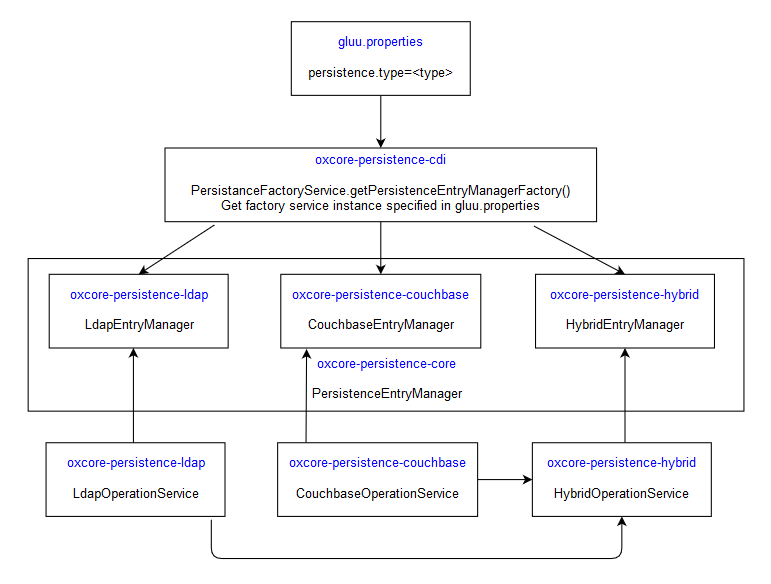 gluu.properties
persistence.type=<type>
oxcore-persistence-cdi
PersistanceFactoryService.getPersistenceEntryManagerFactory()
Get factory service instance specified in gluu.properties
oxcore-persistence-ldap
LdapEntryManager
oxcore-persistence-couchbase
CouchbaseEntryManager
oxcore-persistence-hybrid
HybridEntryManager
oxcore-persistence-core
PersistenceEntryManager
oxcore-persistence-ldap
LdapOperationService
oxcore-persistence-couchbase
CouchbaseOperationService
oxcore-persistence-hybrid
HybridOperationService